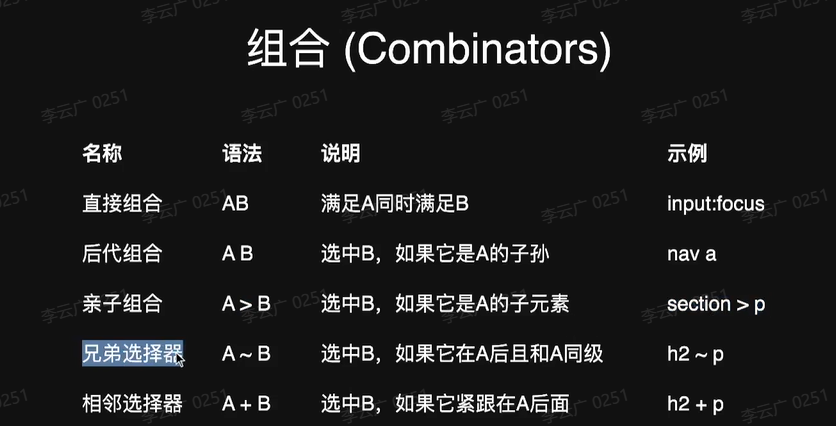 组合 (Combinators)
名称 语法 说明 示例
直接组合 AB 满足A同时满足B input:focus
后代组合 A B 选中B，如果它是A的子孙 nav a
亲子组合 A > B 选中B，如果它是A的子元素 section > p
兄弟选择器 A ~ B 选中B，如果它在A后且和A同级 h2 ~ p
相邻选择器 A + B 选中B，如果它紧跟在A后面 h2 + p
李云广 0251